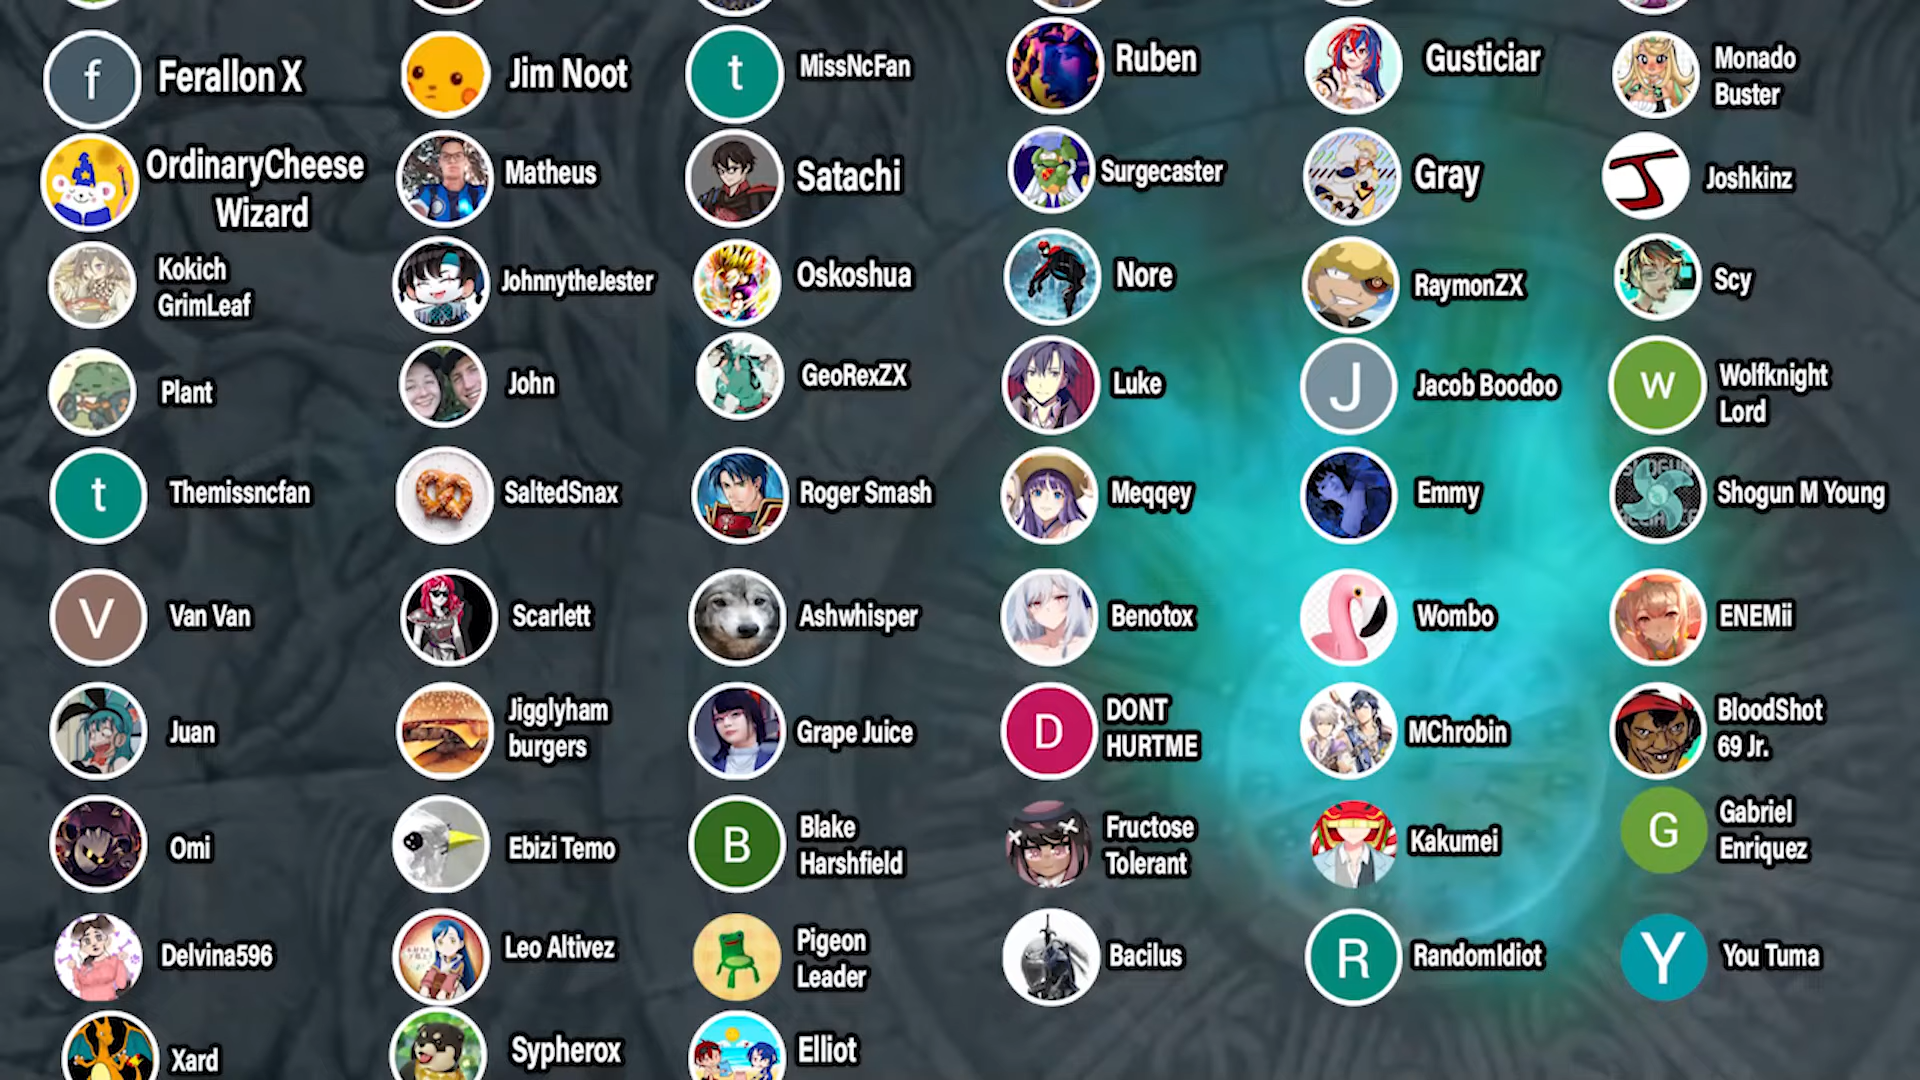 f Ferallon X
Jim Noot
t MissNcFan
Ruben
Gusticiar
Monado
Buster
OrdinaryCheese
Wizard
Matheus
Satachi
Surgecaster
Gray
Joshkinz
Kokich
GrimLeaf
JohnnytheJester
Oskoshua
Nore
RaymonZX
Scy
Plant
John
GeoRexZX
Luke
J Jacob Boodoo
W Wolfknight
Lord
t Themissncfan
SaltedSnax
Roger Smash
Meqqey
Emmy
Shogun M Young
V Van Van
Scarlett
Ashwhisper
Benotox
Wombo
ENEMii
Juan
Jigglyham
burgers
Grape Juice
D DONT
HURTME
MChrobin
BloodShot
69 Jr.
Omi
Ebizi Temo
B Blake
Harshfield
Fructose
Tolerant
Kakumei
G Gabriel
Enriquez
Delvina596
Leo Altivez
Pigeon
Leader
Bacilus
R RandomIdiot
Y You Tuma
Xard
Sypherox
Elliot